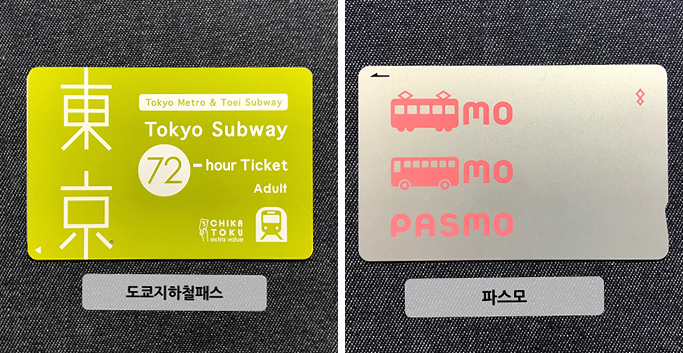 東京
Tokyo Metro & Toei Subway
Tokyo Subway
72-hour Ticket
Adult
CHIKA
TOKU
extra value
도쿄지하철패스
mo
mo
PASMO
파스모